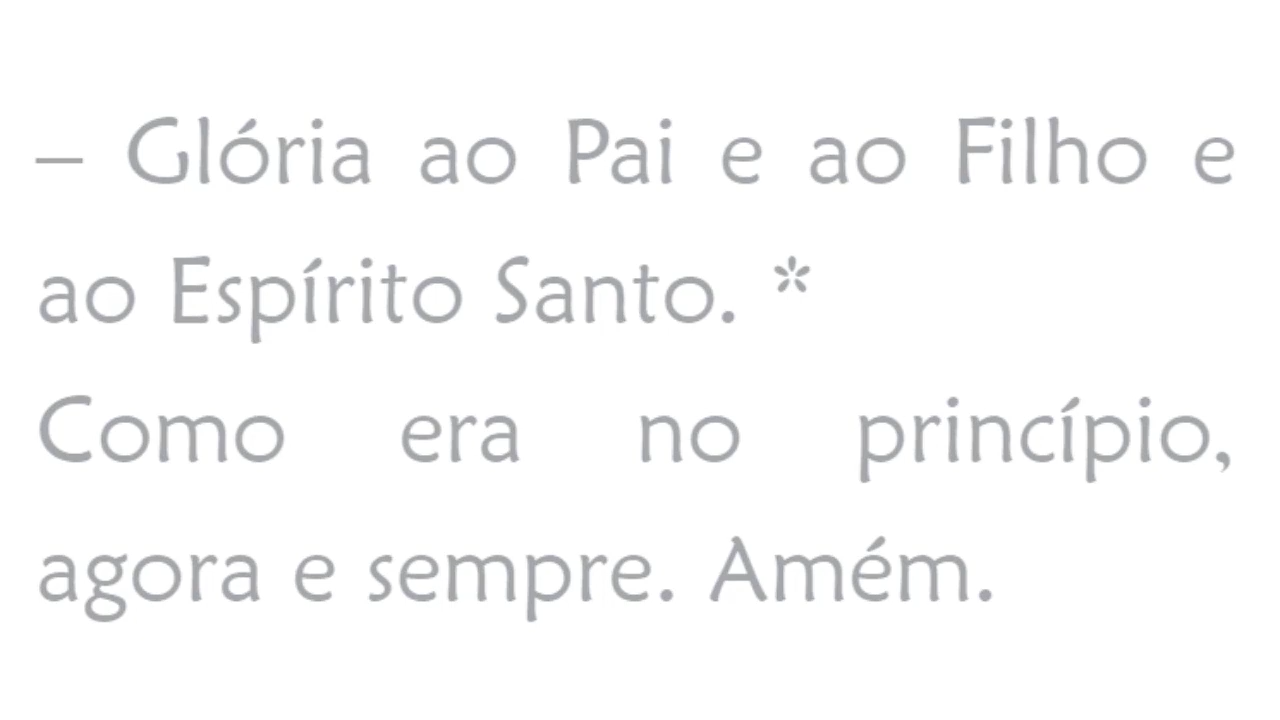 – Glória ao Pai e ao Filho e
ao Espírito Santo. *
Como era no princípio,
agora e sempre. Amém.